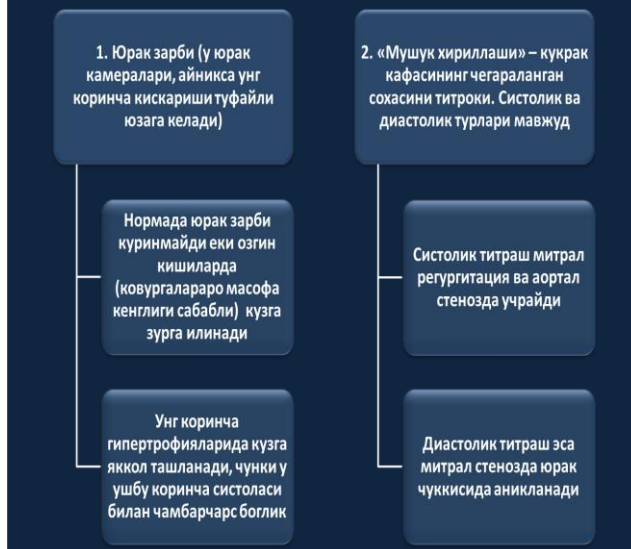 1. Юрак зарби (у юрак
камералари, айникса унг
коринча кискариши туфайли
юзага келади)
Нормада юрак зарби
куринмайди еки озгин
кишиларда
(ковургалараро масофа
кенглиги сабабли) кузга
зурга илинади
Унг коринча
гипертрофияларида кузга
яккол ташланади, чунки у
ушбу коринча систоласи
билан чамбарчарс боглик
2. «Мушук хириллаши» – кукрак
кафасининг чегараланган
сохасини титроки. Систолик ва
диастолик турлари мавжуд
Систолик титраш митрал
регургитация ва аортал
стенозда учрайди
Диастолик титраш эса
митрал стенозда юрак
чуккисида аникланади